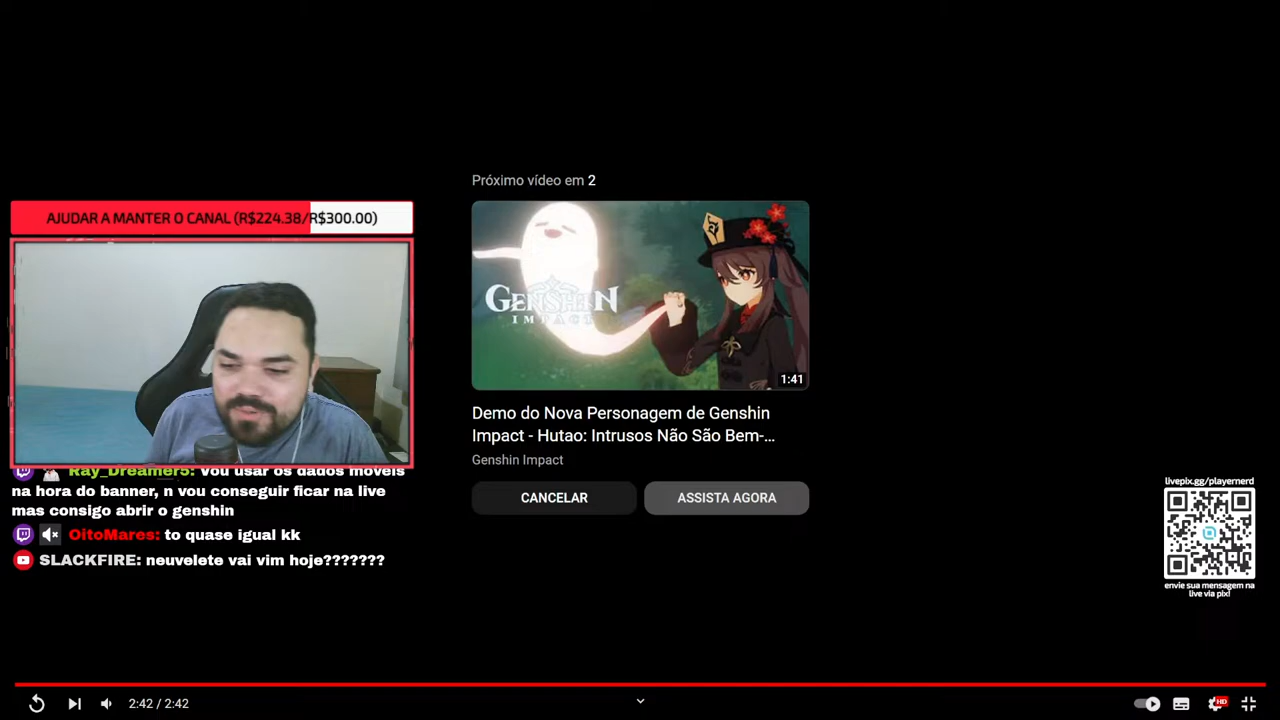 Próximo vídeo em 2
AJUDAR A MANTER O CANAL (R$224.38/R$300.00)
GENSHIN
IMPACT
1:41
Demo do Nova Personagem de Genshin
Impact - Hutao: Intrusos Não São Bem-...
Genshin Impact
CANCELAR
ASSISTA AGORA
Ray_Dreamer5: Vou usar os dados móveis
na hora do banner, n vou conseguir ficar na live
mas consigo abrir o genshin
OitoMares: to quase igual kk
SLACKFIRE: neuvelete vai vim hoje???????
livepix.gg/playernerd
envie sua mensagem na
live via pix!
2:42 / 2:42
HD